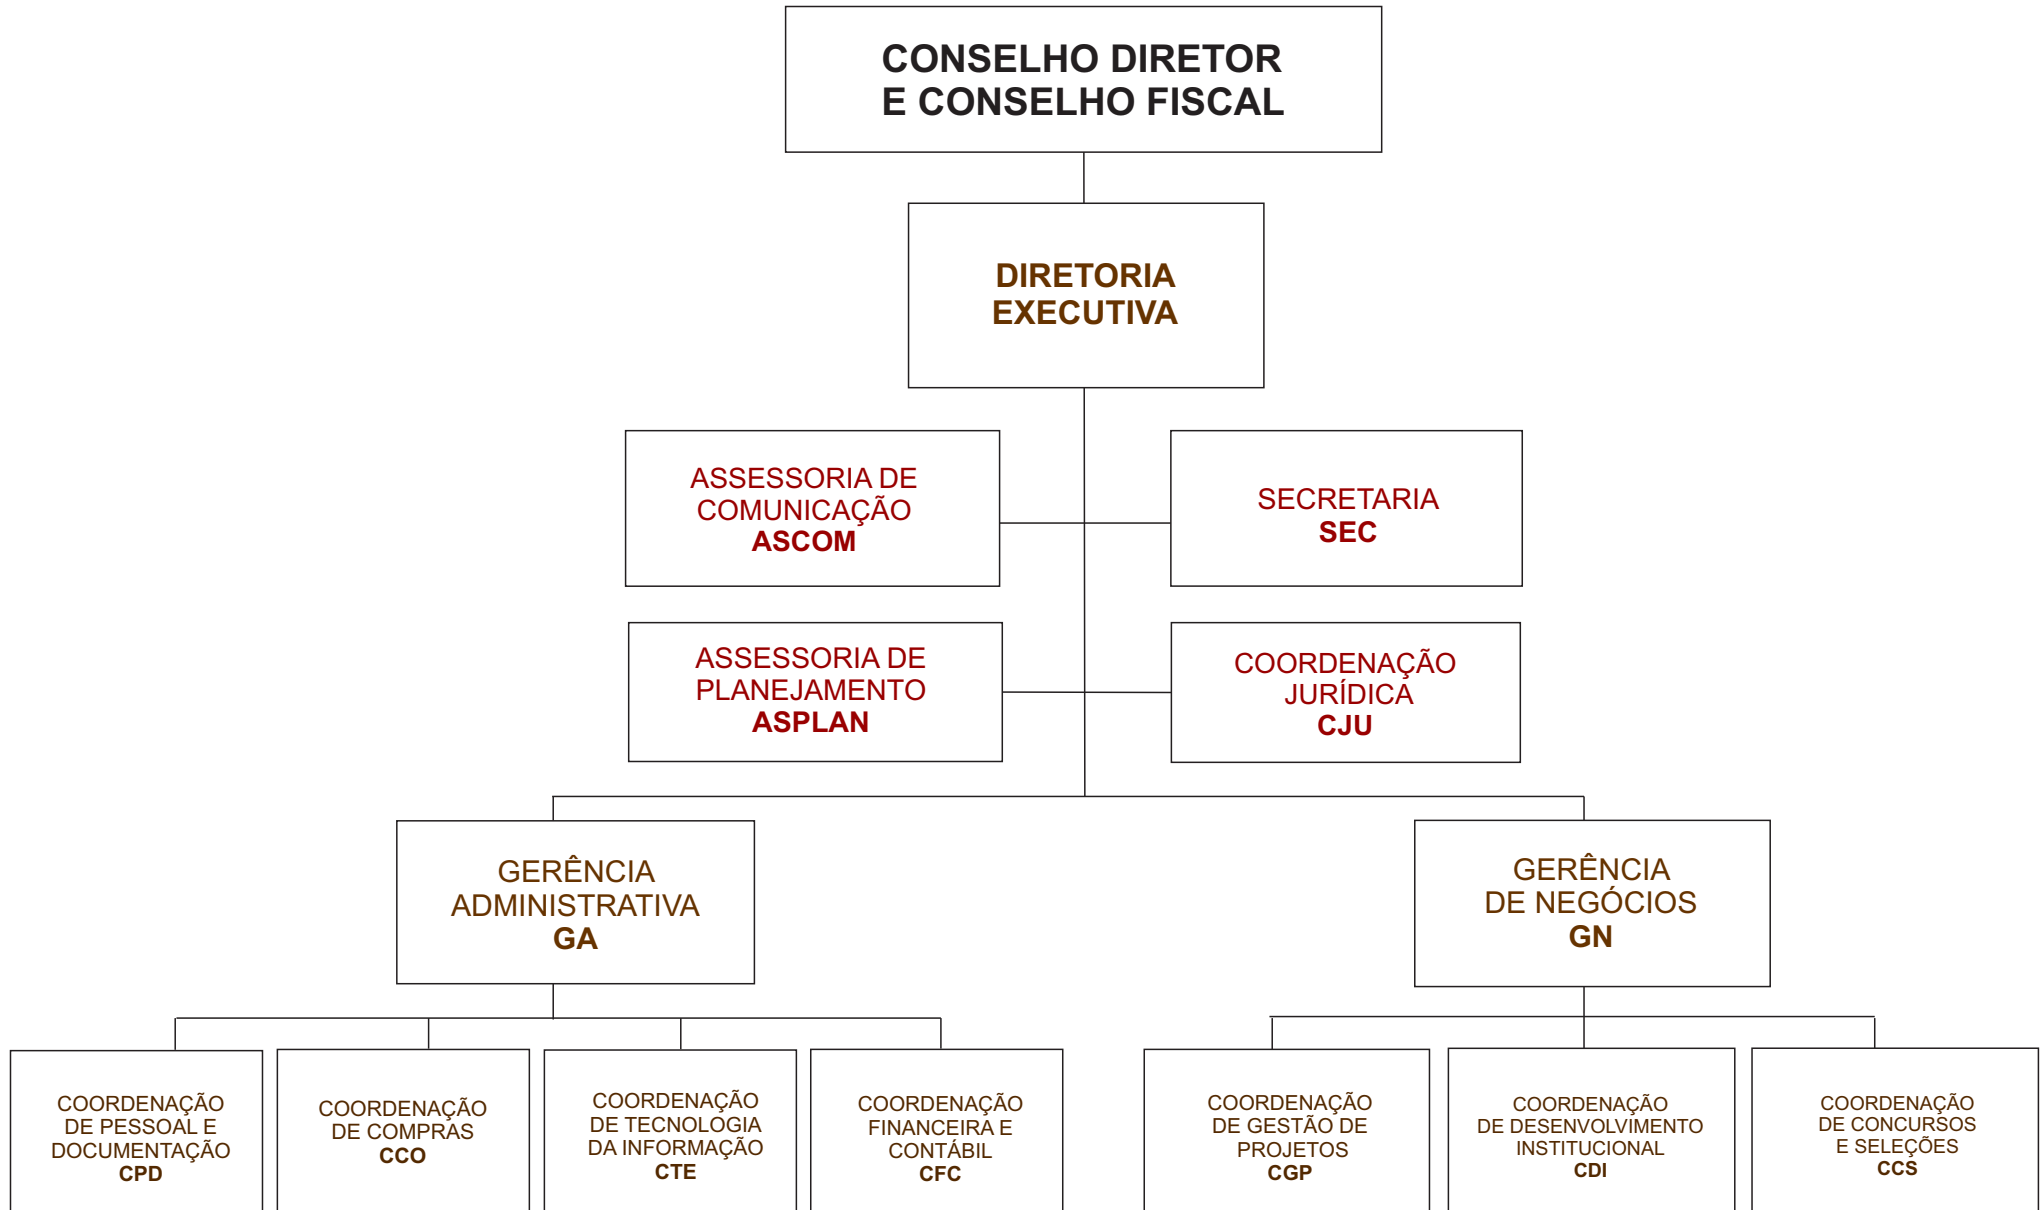 CONSELHO DIRETOR
E CONSELHO FISCAL
DIRETORIA
EXECUTIVA
ASSESSORIA DE
COMUNICAÇÃO
ASCOM
SECRETARIA
SEC
ASSESSORIA DE
PLANEJAMENTO
ASPLAN
COORDENAÇÃO
JURÍDICA
CJU
GERÊNCIA
ADMINISTRATIVA
GA
GERÊNCIA
DE NEGÓCIOS
GN
COORDENAÇÃO
DE PESSOAL E
DOCUMENTAÇÃO
CPD
COORDENAÇÃO
DE COMPRAS
CCO
COORDENAÇÃO
DE TECNOLOGIA
DA INFORMAÇÃO
CTE
COORDENAÇÃO
FINANCEIRA E
CONTÁBIL
CFC
COORDENAÇÃO
DE GESTÃO DE
PROJETOS
CGP
COORDENAÇÃO
DE DESENVOLVIMENTO
INSTITUCIONAL
CDI
COORDENAÇÃO
DE CONCURSOS
E SELEÇÕES
CCS